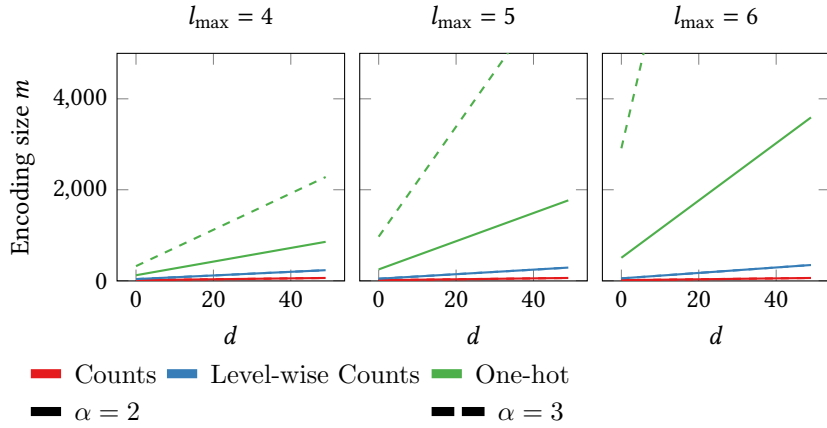 l_max = 4 l_max = 5 l_max = 6
Encoding size m
4,000
2,000
0
0 20 40 0 20 40 0 20 40
d d d
Counts Level-wise Counts One-hot
α = 2 α = 3